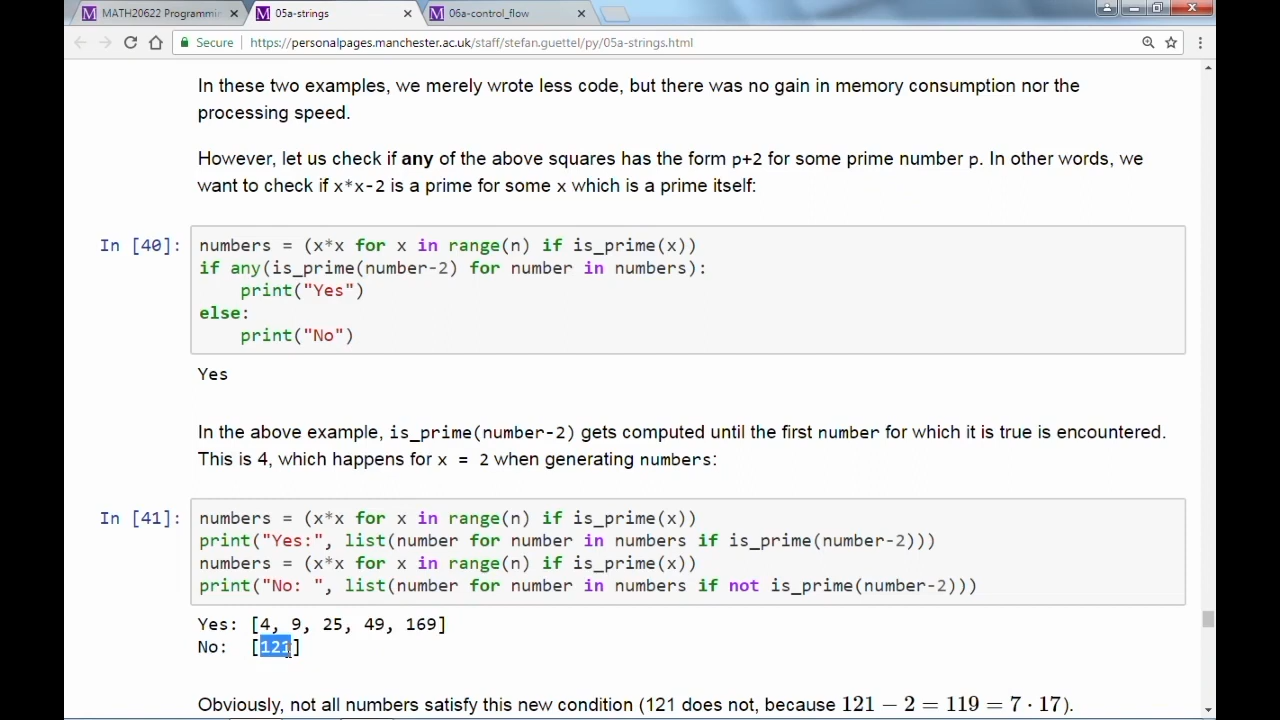 MATH20622 Programmi
05a-strings
06a-control_flow
Secure
https://personalpages.manchester.ac.uk/staff/stefan.guettel/py/05a-strings.html
In these two examples, we merely wrote less code, but there was no gain in memory consumption nor the
processing speed.
However, let us check if any of the above squares has the form p+2 for some prime number p. In other words, we
want to check if x*x-2 is a prime for some x which is a prime itself:
In [40]:
numbers = (x*x for x in range(n) if is_prime(x))
if any(is_prime(number-2) for number in numbers):
    print("Yes")
else:
    print("No")
Yes
In the above example, is_prime(number-2) gets computed until the first number for which it is true is encountered.
This is 4, which happens for x = 2 when generating numbers:
In [41]:
numbers = (x*x for x in range(n) if is_prime(x))
print("Yes:", list(number for number in numbers if is_prime(number-2)))
numbers = (x*x for x in range(n) if is_prime(x))
print("No: ", list(number for number in numbers if not is_prime(number-2)))
Yes: [4, 9, 25, 49, 169]
No:  [121]
Obviously, not all numbers satisfy this new condition (121 does not, because 121 − 2 = 119 = 7 · 17).